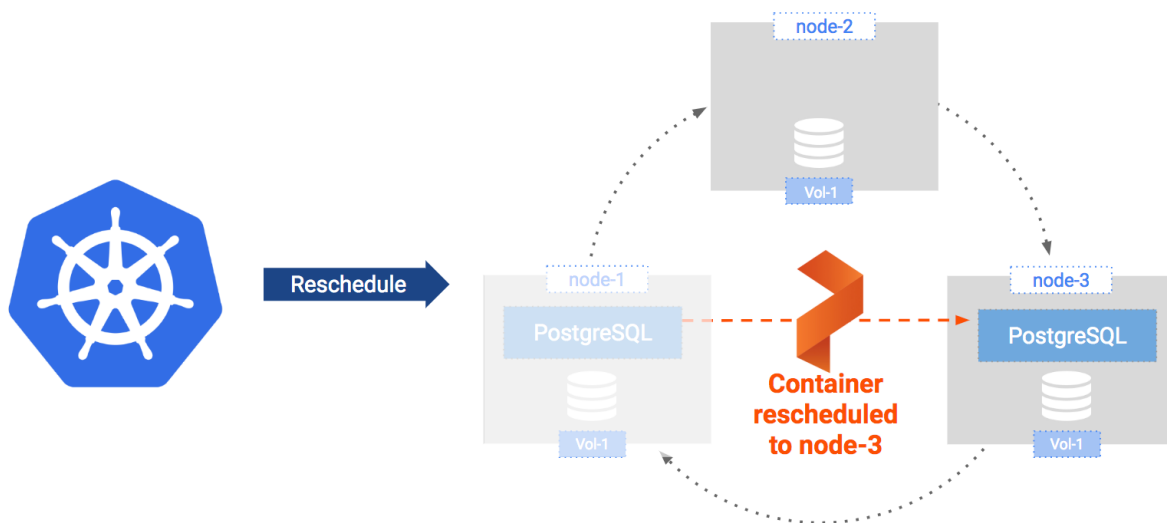 node-2
Vol-1
Reschedule
node-1
PostgreSQL
Vol-1
Container
rescheduled
to node-3
node-3
PostgreSQL
Vol-1